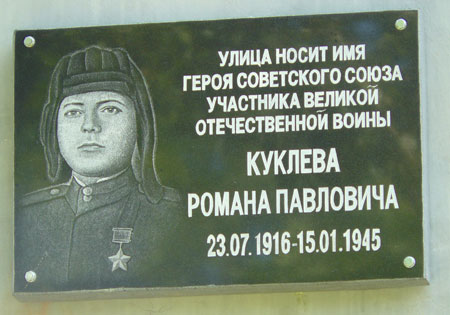 УЛИЦА НОСИТ ИМЯ
ГЕРОЯ СОВЕТСКОГО СОЮЗА
УЧАСТНИКА ВЕЛИКОЙ
ОТЕЧЕСТВЕННОЙ ВОИНЫ
КУКЛЕВА
РОМАНА ПАВЛОВИЧА
23.07.1916-15.01.1945